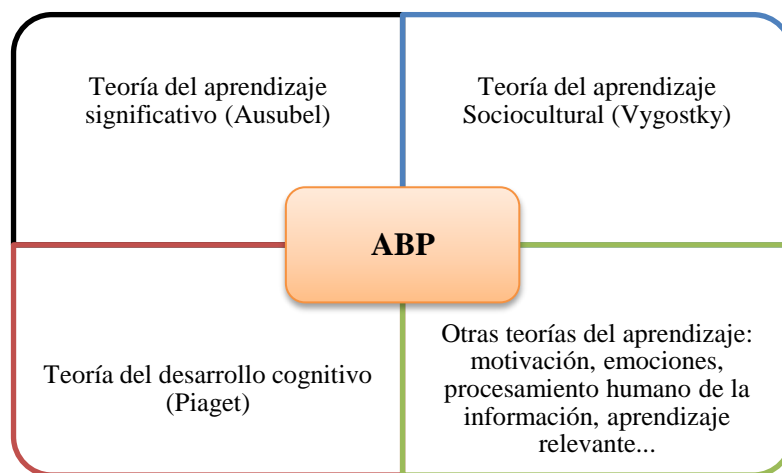 Teoría del aprendizaje
significativo (Ausubel)
Teoría del aprendizaje
Sociocultural (Vygostky)
ABP
Teoría del desarrollo cognitivo
(Piaget)
Otras teorías del aprendizaje:
motivación, emociones,
procesamiento humano de la
información, aprendizaje
relevante...